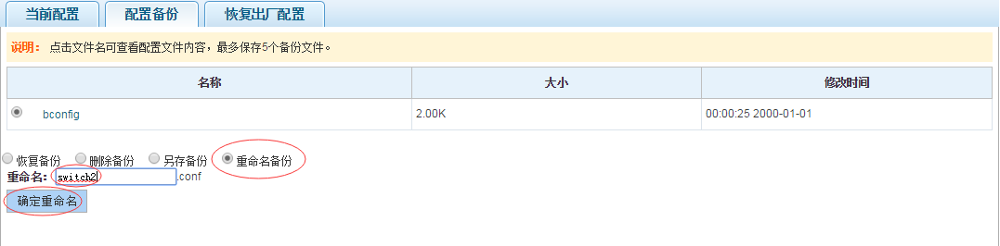 当前配置 配置备份 恢复出厂配置
说明： 点击文件名可查看配置文件内容，最多保存5个备份文件。
名称 大小 修改时间
bconfig 2.00K 00:00:25 2000-01-01
恢复备份 删除备份 另存备份 重命名备份
重命名: switch2 .conf
确定重命名